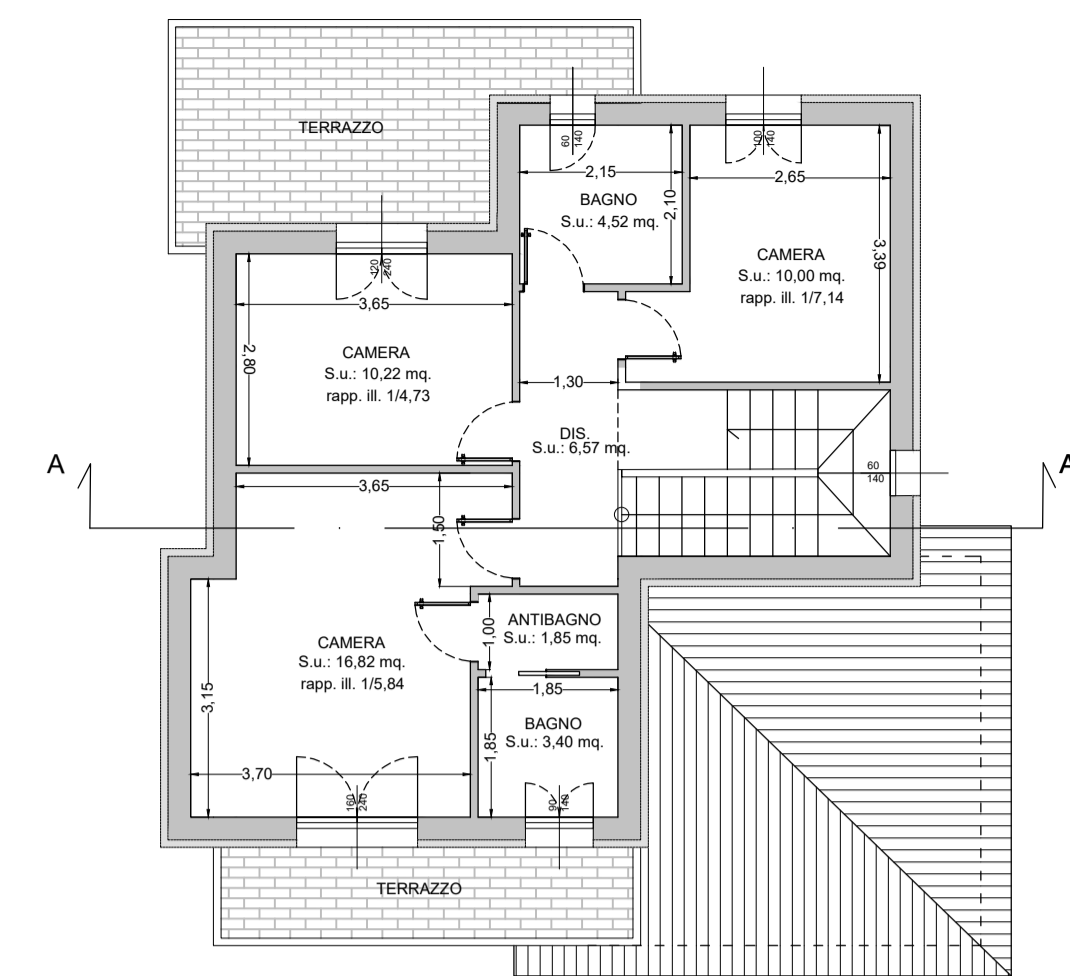 TERRAZZO
60
140
100
140
2,15
2,65
BAGNO
S.u.: 4,52 mq.
2,10
CAMERA
S.u.: 10,00 mq.
rapp. ill. 1/7,14
3,39
120
240
3,65
2,80
CAMERA
S.u.: 10,22 mq.
rapp. ill. 1/4,73
1,30
DIS.
S.u.: 6,57 mq.
A
A
60
140
3,65
1,50
ANTIBAGNO
S.u.: 1,85 mq.
1,00
CAMERA
S.u.: 16,82 mq.
rapp. ill. 1/5,84
1,85
3,15
BAGNO
S.u.: 3,40 mq.
1,85
3,70
160
240
90
140
TERRAZZO